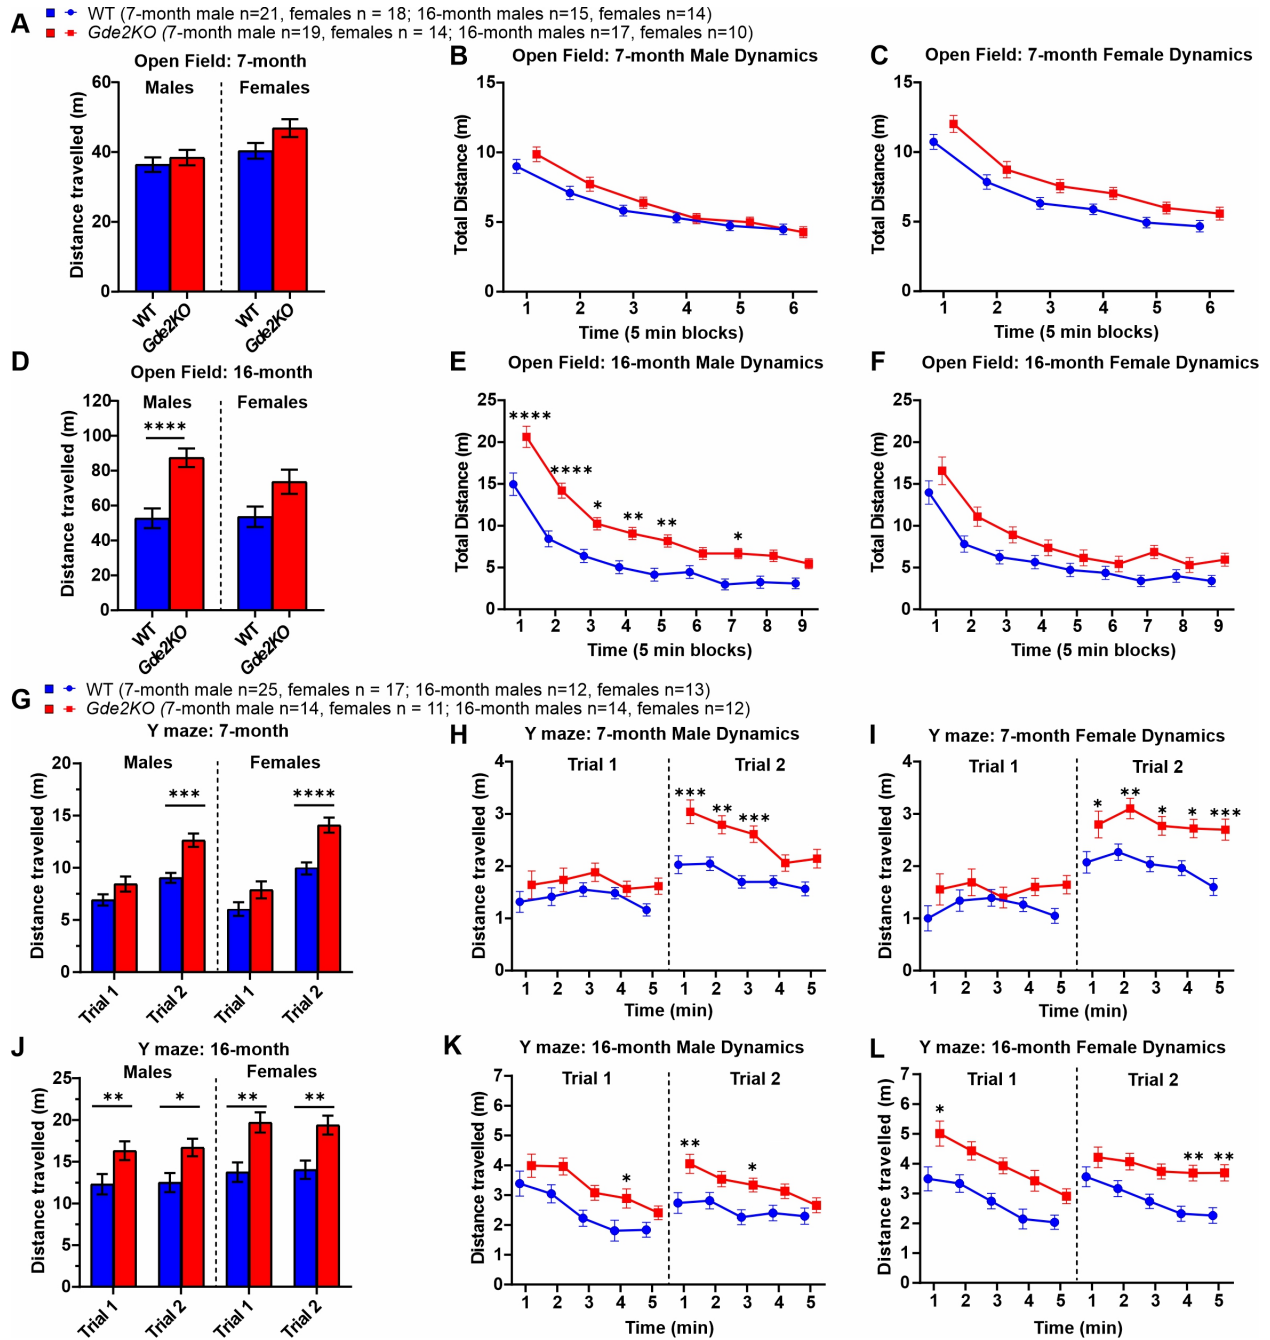 A
WT (7-month male n=21, females n = 18; 16-month males n=15, females n=14)
Gde2KO (7-month male n=19, females n = 14; 16-month males n=17, females n=10)
Open Field: 7-month
Males Females
Distance travelled (m)
60
40
20
0
WT Gde2KO WT Gde2KO
B
Open Field: 7-month Male Dynamics
Total Distance (m)
15
10
5
0
1 2 3 4 5 6
Time (5 min blocks)
C
Open Field: 7-month Female Dynamics
Total Distance (m)
15
10
5
0
1 2 3 4 5 6
Time (5 min blocks)
D
Open Field: 16-month
Males Females
Distance travelled (m)
120
100
80
60
40
20
0
****
WT Gde2KO WT Gde2KO
E
Open Field: 16-month Male Dynamics
Total Distance (m)
25
20
15
10
5
0
**** **** * ** ** *
1 2 3 4 5 6 7 8 9
Time (5 min blocks)
F
Open Field: 16-month Female Dynamics
Total Distance (m)
25
20
15
10
5
0
1 2 3 4 5 6 7 8 9
Time (5 min blocks)
G
WT (7-month male n=25, females n = 17; 16-month males n=12, females n=13)
Gde2KO (7-month male n=14, females n = 11; 16-month males n=14, females n=12)
Y maze: 7-month
Males Females
Distance travelled (m)
20
15
10
5
0
*** ****
Trial 1 Trial 2 Trial 1 Trial 2
H
Y maze: 7-month Male Dynamics
Trial 1 Trial 2
Distance travelled (m)
4
3
2
1
0
*** ** ***
1 2 3 4 5 1 2 3 4 5
Time (min)
I
Y maze: 7-month Female Dynamics
Trial 1 Trial 2
Distance travelled (m)
4
3
2
1
0
* ** * * ***
1 2 3 4 5 1 2 3 4 5
Time (min)
J
Y maze: 16-month
Males Females
Distance travelled (m)
25
20
15
10
5
0
** * ** **
Trial 1 Trial 2 Trial 1 Trial 2
K
Y maze: 16-month Male Dynamics
Trial 1 Trial 2
Distance travelled (m)
7
6
5
4
3
2
1
0
* ** *
1 2 3 4 5 1 2 3 4 5
Time (min)
L
Y maze: 16-month Female Dynamics
Trial 1 Trial 2
Distance travelled (m)
7
6
5
4
3
2
1
0
* ** **
1 2 3 4 5 1 2 3 4 5
Time (min)